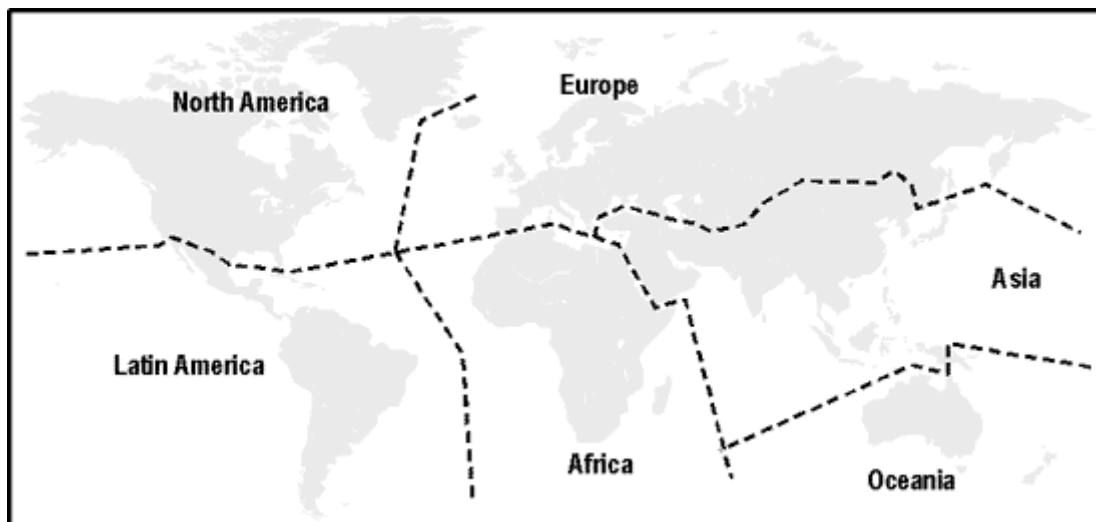 Europe
North America
Asia
Latin America
Africa
Oceania